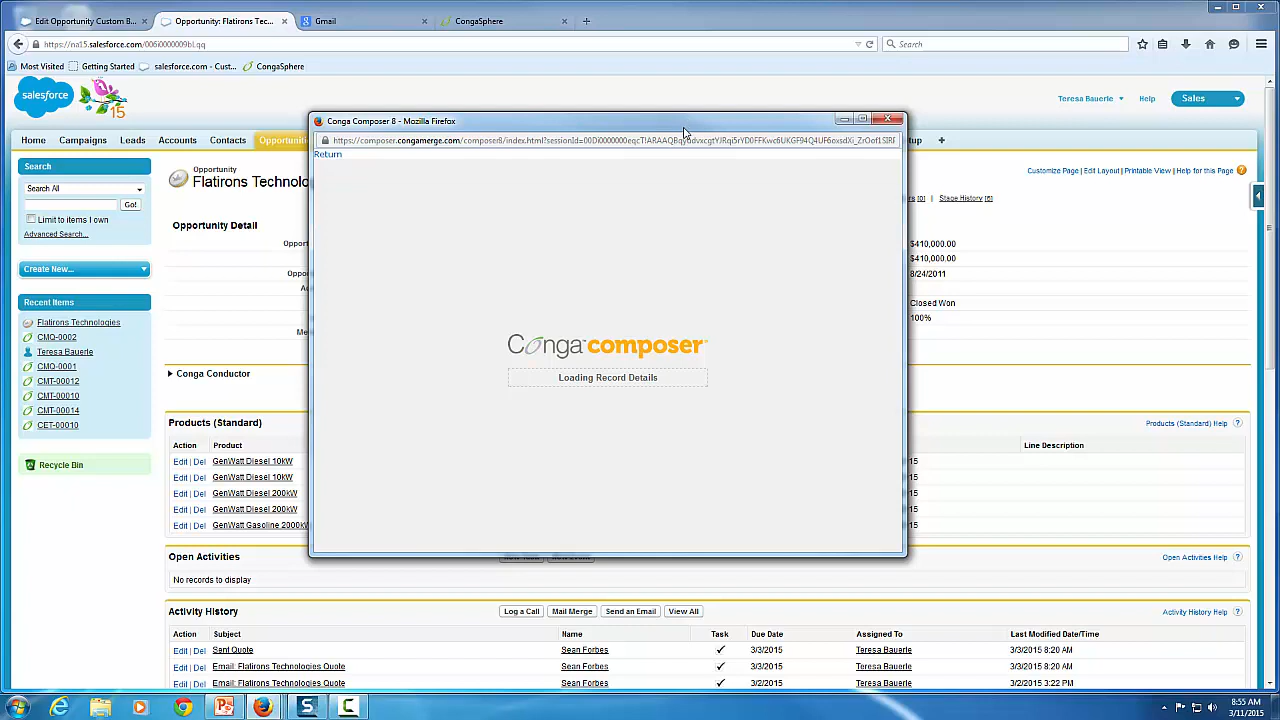 Edit Opportunity Custom B...
Opportunity: Flatirons Tec...
Gmail
CongaSphere
https://na15.salesforce.com/006i0000009bLqq
Search
Most Visited
Getting Started
salesforce.com - Cust...
CongaSphere
salesforce
15
Teresa Bauerle
Help
Sales
Home
Campaigns
Leads
Accounts
Contacts
Opportuniti
Conga Composer 8 - Mozilla Firefox
Return
Conga composer
Loading Record Details
Search
Search All
Go!
Limit to items I own
Advanced Search...
Create New...
Recent Items
Flatirons Technologies
CMQ-0002
Teresa Bauerle
CMQ-0001
CMT-00012
CMT-00010
CMT-00014
CET-00010
Recycle Bin
Opportunity
Flatirons Technolo
Customize Page | Edit Layout | Printable View | Help for this Page
Stage History [6]
Opportunity Detail
Opport
$410,000.00
$410,000.00
Oppo
8/24/2011
Closed Won
100%
Conga Conductor
Products (Standard)
Products (Standard) Help
Action
Product
Line Description
Edit | Del GenWatt Diesel 10kW
Edit | Del GenWatt Diesel 10kW
Edit | Del GenWatt Diesel 200kW
Edit | Del GenWatt Diesel 200kW
Edit | Del GenWatt Gasoline 2000k
Open Activities
Open Activities Help
No records to display
Activity History
Log a Call
Mail Merge
Send an Email
View All
Activity History Help
Action Subject Name Task Due Date Assigned To Last Modified Date/Time
Edit | Del Sent Quote Sean Forbes 3/3/2015 Teresa Bauerle 3/3/2015 8:20 AM
Edit | Del Email: Flatirons Technologies Quote Sean Forbes 3/3/2015 Teresa Bauerle 3/3/2015 8:20 AM
Edit | Del Email: Flatirons Technologies Quote Sean Forbes 3/2/2015 Teresa Bauerle 3/2/2015 3:22 PM
8:55 AM
3/11/2015